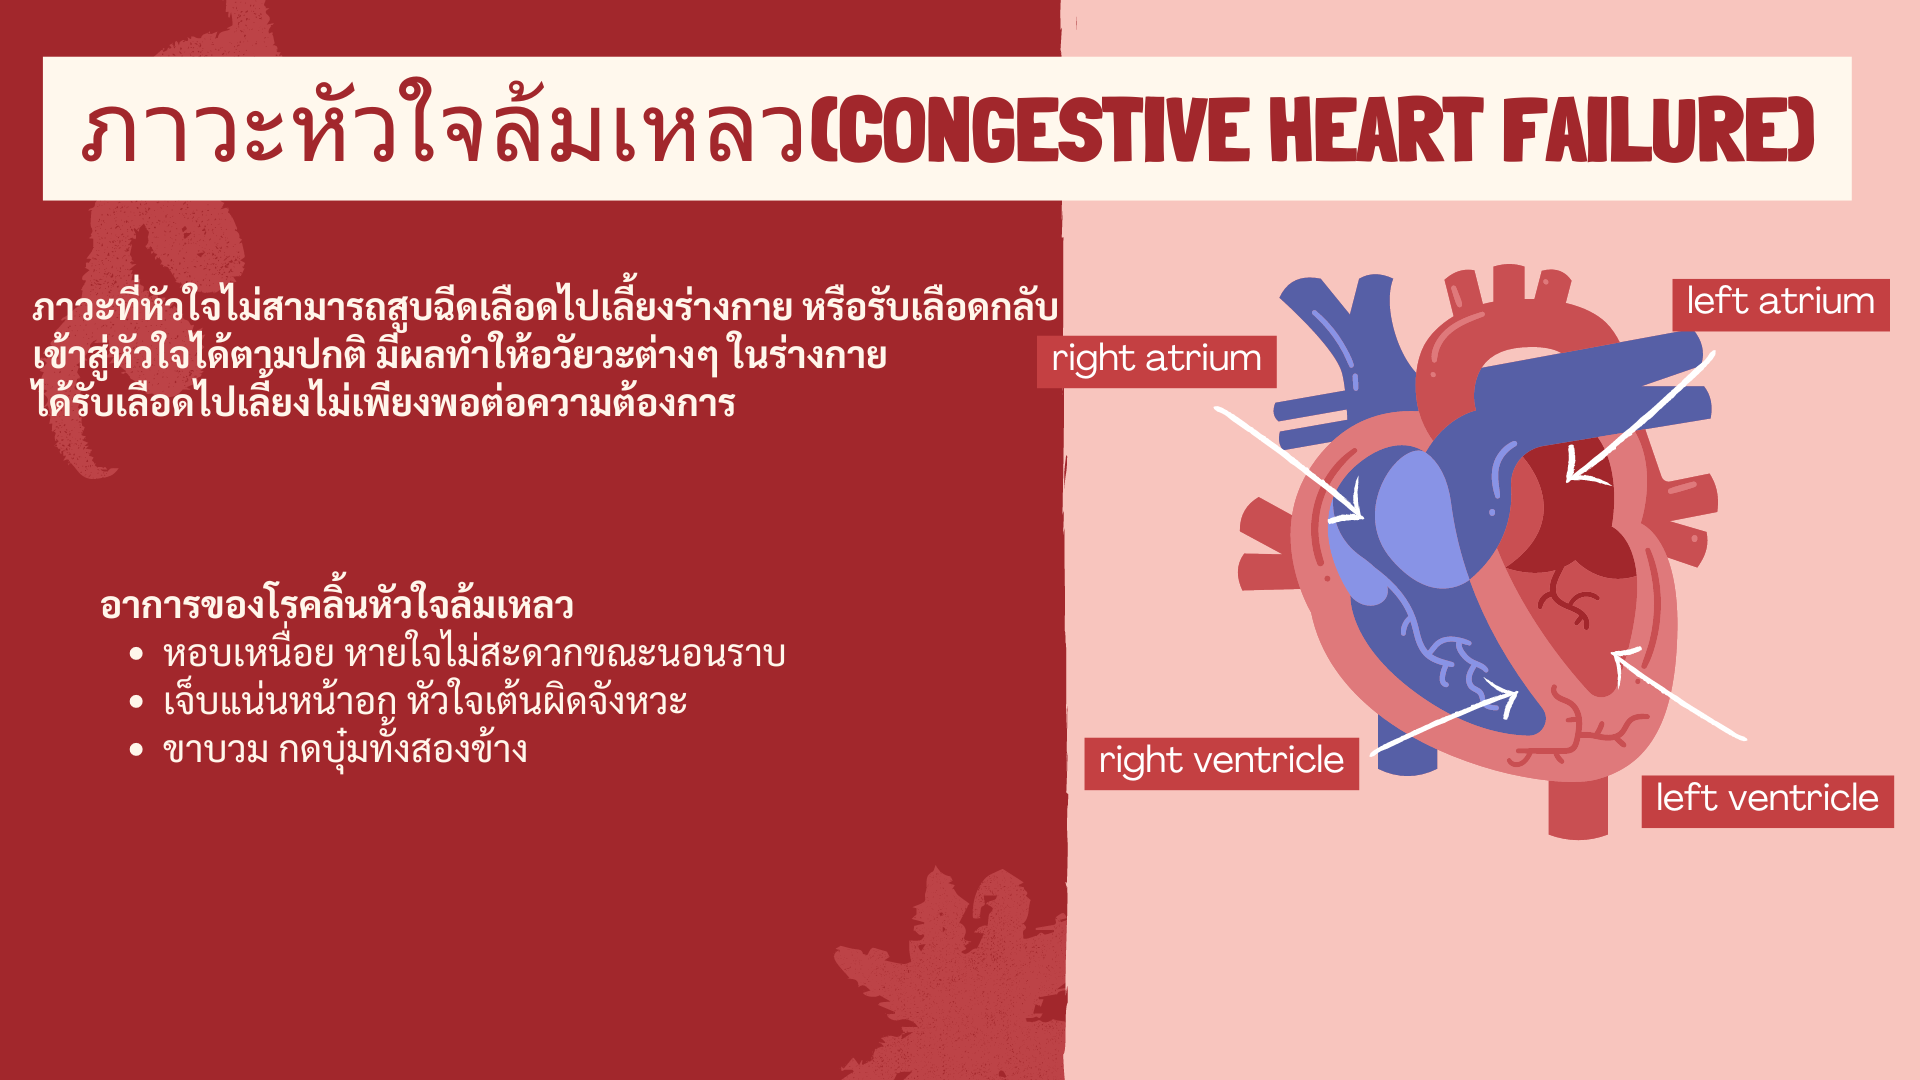 ภาวะหัวใจล้มเหลว(CONGESTIVE HEART FAILURE)
ภาวะที่หัวใจไม่สามารถสูบฉีดเลือดไปเลี้ยงร่างกาย หรือรับเลือดกลับ
เข้าสู่หัวใจได้ตามปกติ มีผลทำให้อวัยวะต่างๆ ในร่างกาย
ได้รับเลือดไปเลี้ยงไม่เพียงพอต่อความต้องการ
อาการของโรคลิ้นหัวใจล้มเหลว
• หอบเหนื่อย หายใจไม่สะดวกขณะนอนราบ
• เจ็บแน่นหน้าอก หัวใจเต้นผิดจังหวะ
• ขาบวม กดบุ๋มทั้งสองข้าง
left atrium
right atrium
right ventricle
left ventricle